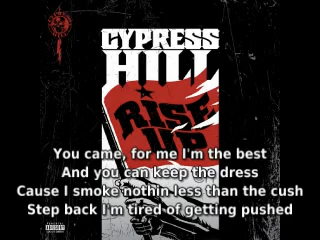 CYPRESS
HILL
RISE
UP
You came, for me I'm the best
And you can keep the dress
Cause I smoke nothin less than the cush
Step back I'm tired of getting pushed